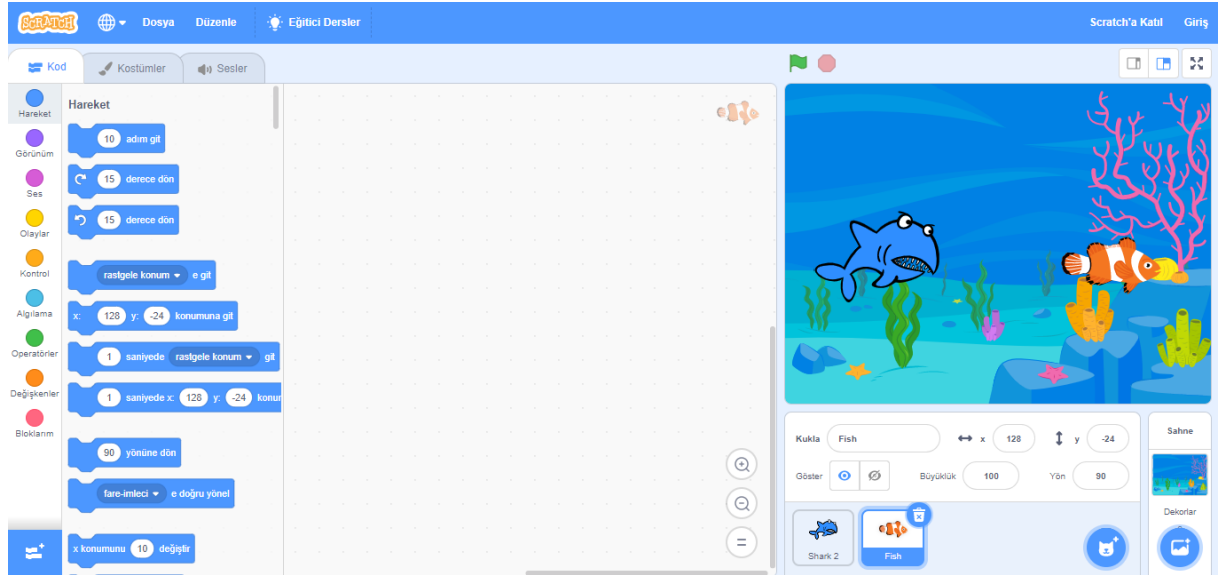 SCRATCH Dosya Düzenle Eğitici Dersler Scratch'a Katıl Giriş
Kod Kostümler Sesler
Hareket
Görünüm
Ses
Olaylar
Kontrol
Algılama
Operatörler
Değişkenler
Bloklarım
Hareket
10 adım git
15 derece dön
15 derece dön
rastgele konum e git
x: 128 y: -24 konumuna git
1 saniyede rastgele konum git
1 saniyede x: 128 y: -24 konur
90 yönüne dön
fare-imleci e doğru yönel
x konumunu 10 değiştir
Kukla Fish x 128 y -24
Göster Büyüklük 100 Yön 90
Shark 2
Fish
Sahne
Dekorlar